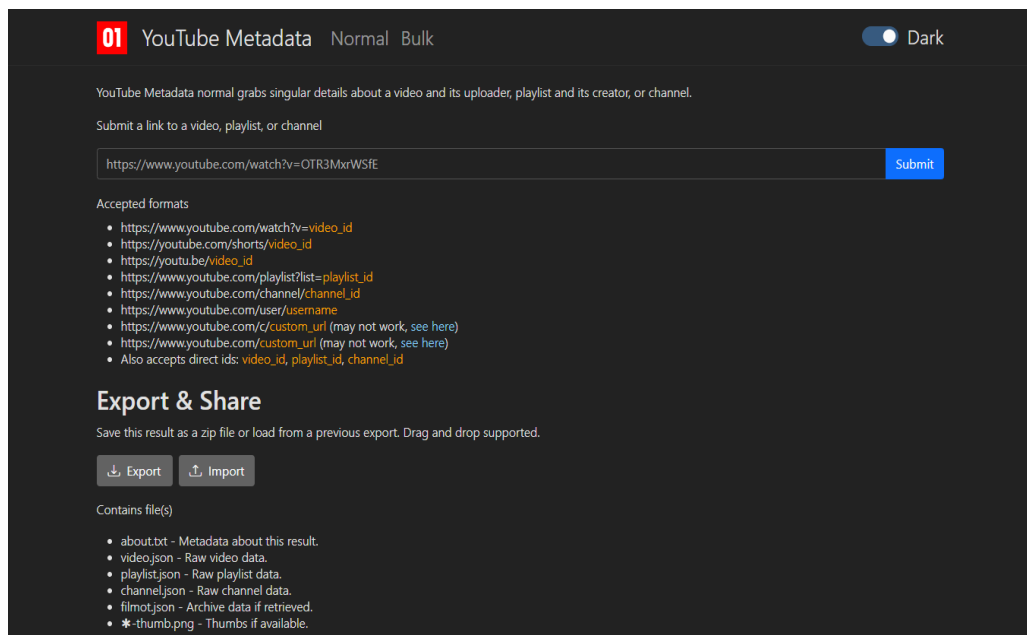 01 YouTube Metadata Normal Bulk Dark
YouTube Metadata normal grabs singular details about a video and its uploader, playlist and its creator, or channel.
Submit a link to a video, playlist, or channel
https://www.youtube.com/watch?v=OTR3MxrWSfE Submit
Accepted formats
• https://www.youtube.com/watch?v=video_id
• https://youtube.com/shorts/video_id
• https://youtu.be/video_id
• https://www.youtube.com/playlist?list=playlist_id
• https://www.youtube.com/channel/channel_id
• https://www.youtube.com/user/username
• https://www.youtube.com/c/custom_url (may not work, see here)
• https://www.youtube.com/custom_url (may not work, see here)
• Also accepts direct ids: video_id, playlist_id, channel_id
Export & Share
Save this result as a zip file or load from a previous export. Drag and drop supported.
Export Import
Contains file(s)
• about.txt - Metadata about this result.
• video.json - Raw video data.
• playlist.json - Raw playlist data.
• channel.json - Raw channel data.
• filmot.json - Archive data if retrieved.
• ✱-thumb.png - Thumbs if available.